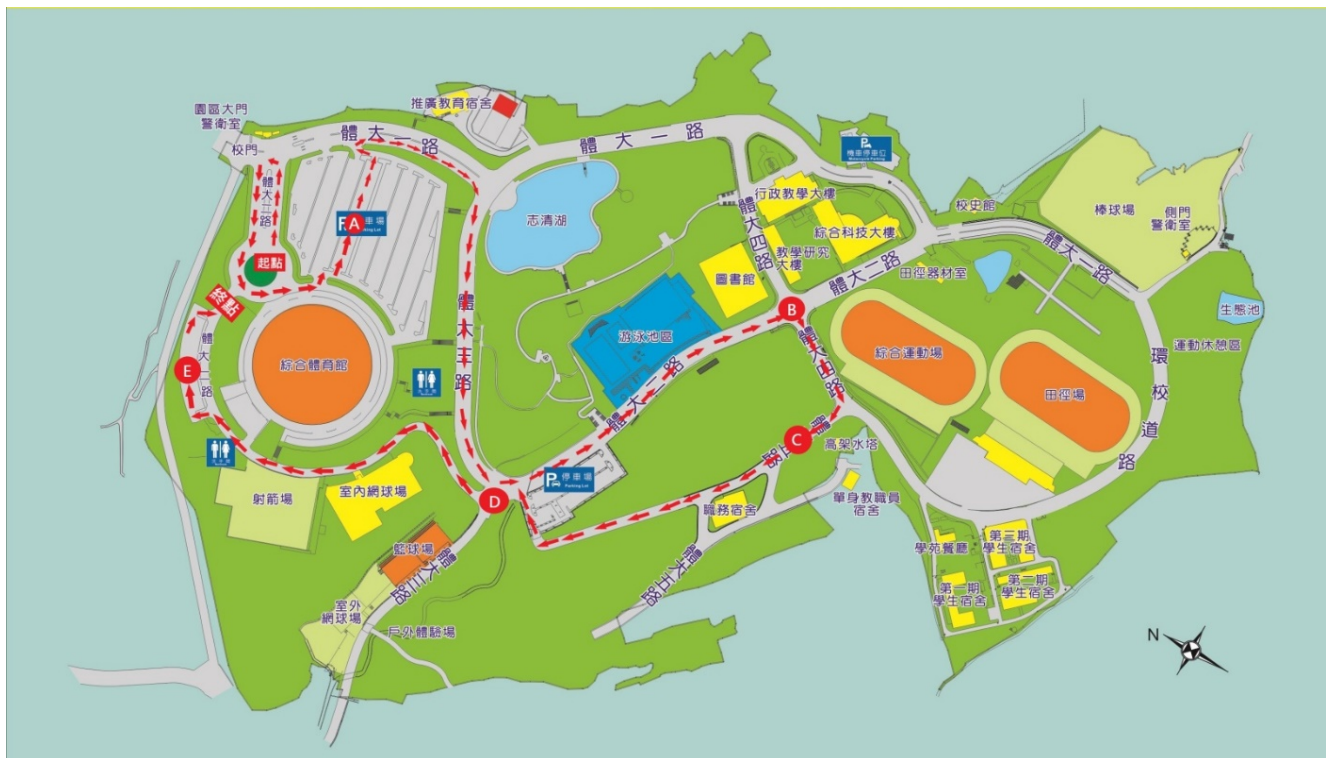 園區大門
警衛室
校門
推廣教育宿舍
體大一路
體大一路
機車停車位
Motorcycle Parking
行政教學大樓
校史館
棒球場
側門
警衛室
體大一路
志清湖
體大四路
綜合科技大樓
教學研究
大樓
圖書館
體大二路
田徑器材室
生態池
運動休憩區
A
停車場
Parking Lot
起點
終點
綜合體育館
體大三路
游泳池區
B
體大四路
綜合運動場
田徑場
環校道路
E
體大二路
C
高架水塔
射箭場
室內網球場
D
停車場
Parking Lot
職務宿舍
單身教職員
宿舍
籃球場
體大三路
體大五路
學苑餐廳
第三期
學生宿舍
第一期
學生宿舍
第二期
學生宿舍
室外
網球場
戶外體驗場
N